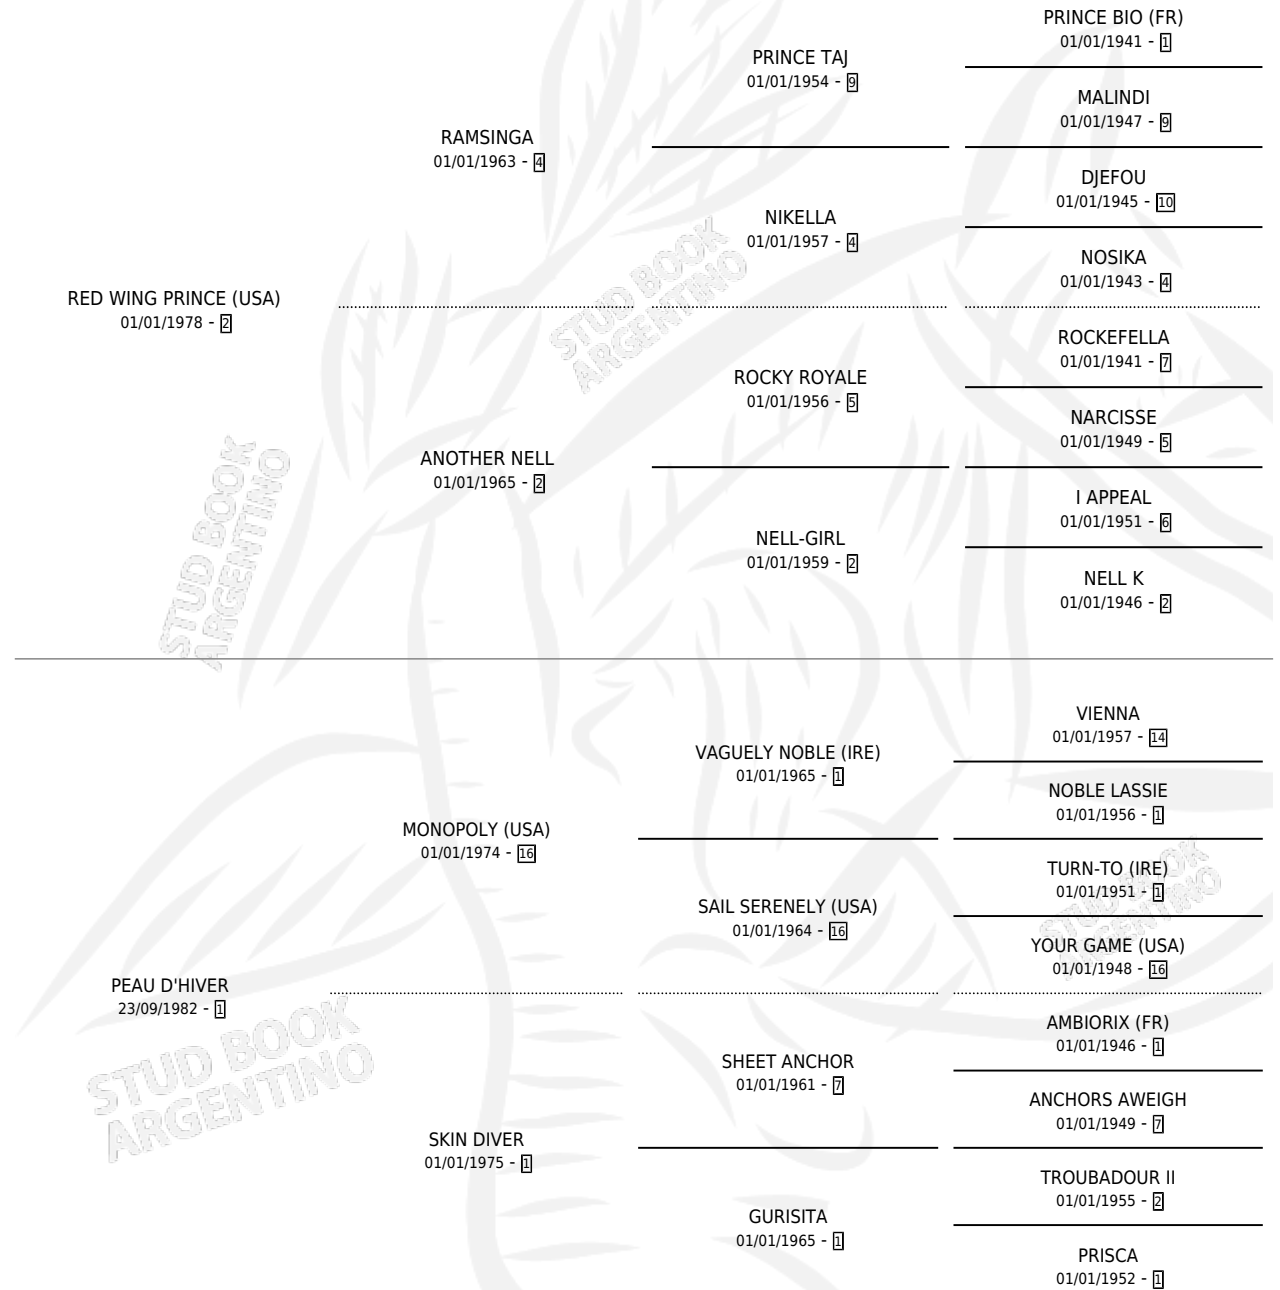 PRINCE BIO (FR)
01/01/1941 - 1
PRINCE TAJ
01/01/1954 - 9
MALINDI
01/01/1947 - 9
RAMSINGA
01/01/1963 - 4
DJEFOU
01/01/1945 - 10
NIKELLA
01/01/1957 - 4
NOSIKA
01/01/1943 - 4
RED WING PRINCE (USA)
01/01/1978 - 2
ROCKEFELLA
01/01/1941 - 7
ROCKY ROYALE
01/01/1956 - 5
NARCISSE
01/01/1949 - 5
ANOTHER NELL
01/01/1965 - 2
I APPEAL
01/01/1951 - 6
NELL-GIRL
01/01/1959 - 2
NELL K
01/01/1946 - 2
VIENNA
01/01/1957 - 14
VAGUELY NOBLE (IRE)
01/01/1965 - 1
NOBLE LASSIE
01/01/1956 - 1
MONOPOLY (USA)
01/01/1974 - 16
TURN-TO (IRE)
01/01/1951 - 1
SAIL SERENELY (USA)
01/01/1964 - 16
YOUR GAME (USA)
01/01/1948 - 16
PEAU D'HIVER
23/09/1982 - 1
AMBIORIX (FR)
01/01/1946 - 1
SHEET ANCHOR
01/01/1961 - 7
ANCHORS AWEIGH
01/01/1949 - 7
SKIN DIVER
01/01/1975 - 1
TROUBADOUR II
01/01/1955 - 2
GURISITA
01/01/1965 - 1
PRISCA
01/01/1952 - 1
STUD BOOK
ARGENTINO
STUD BOOK
ARGENTINO
STUD BOOK
ARGENTINO
STUD BOOK
ARGENTINO